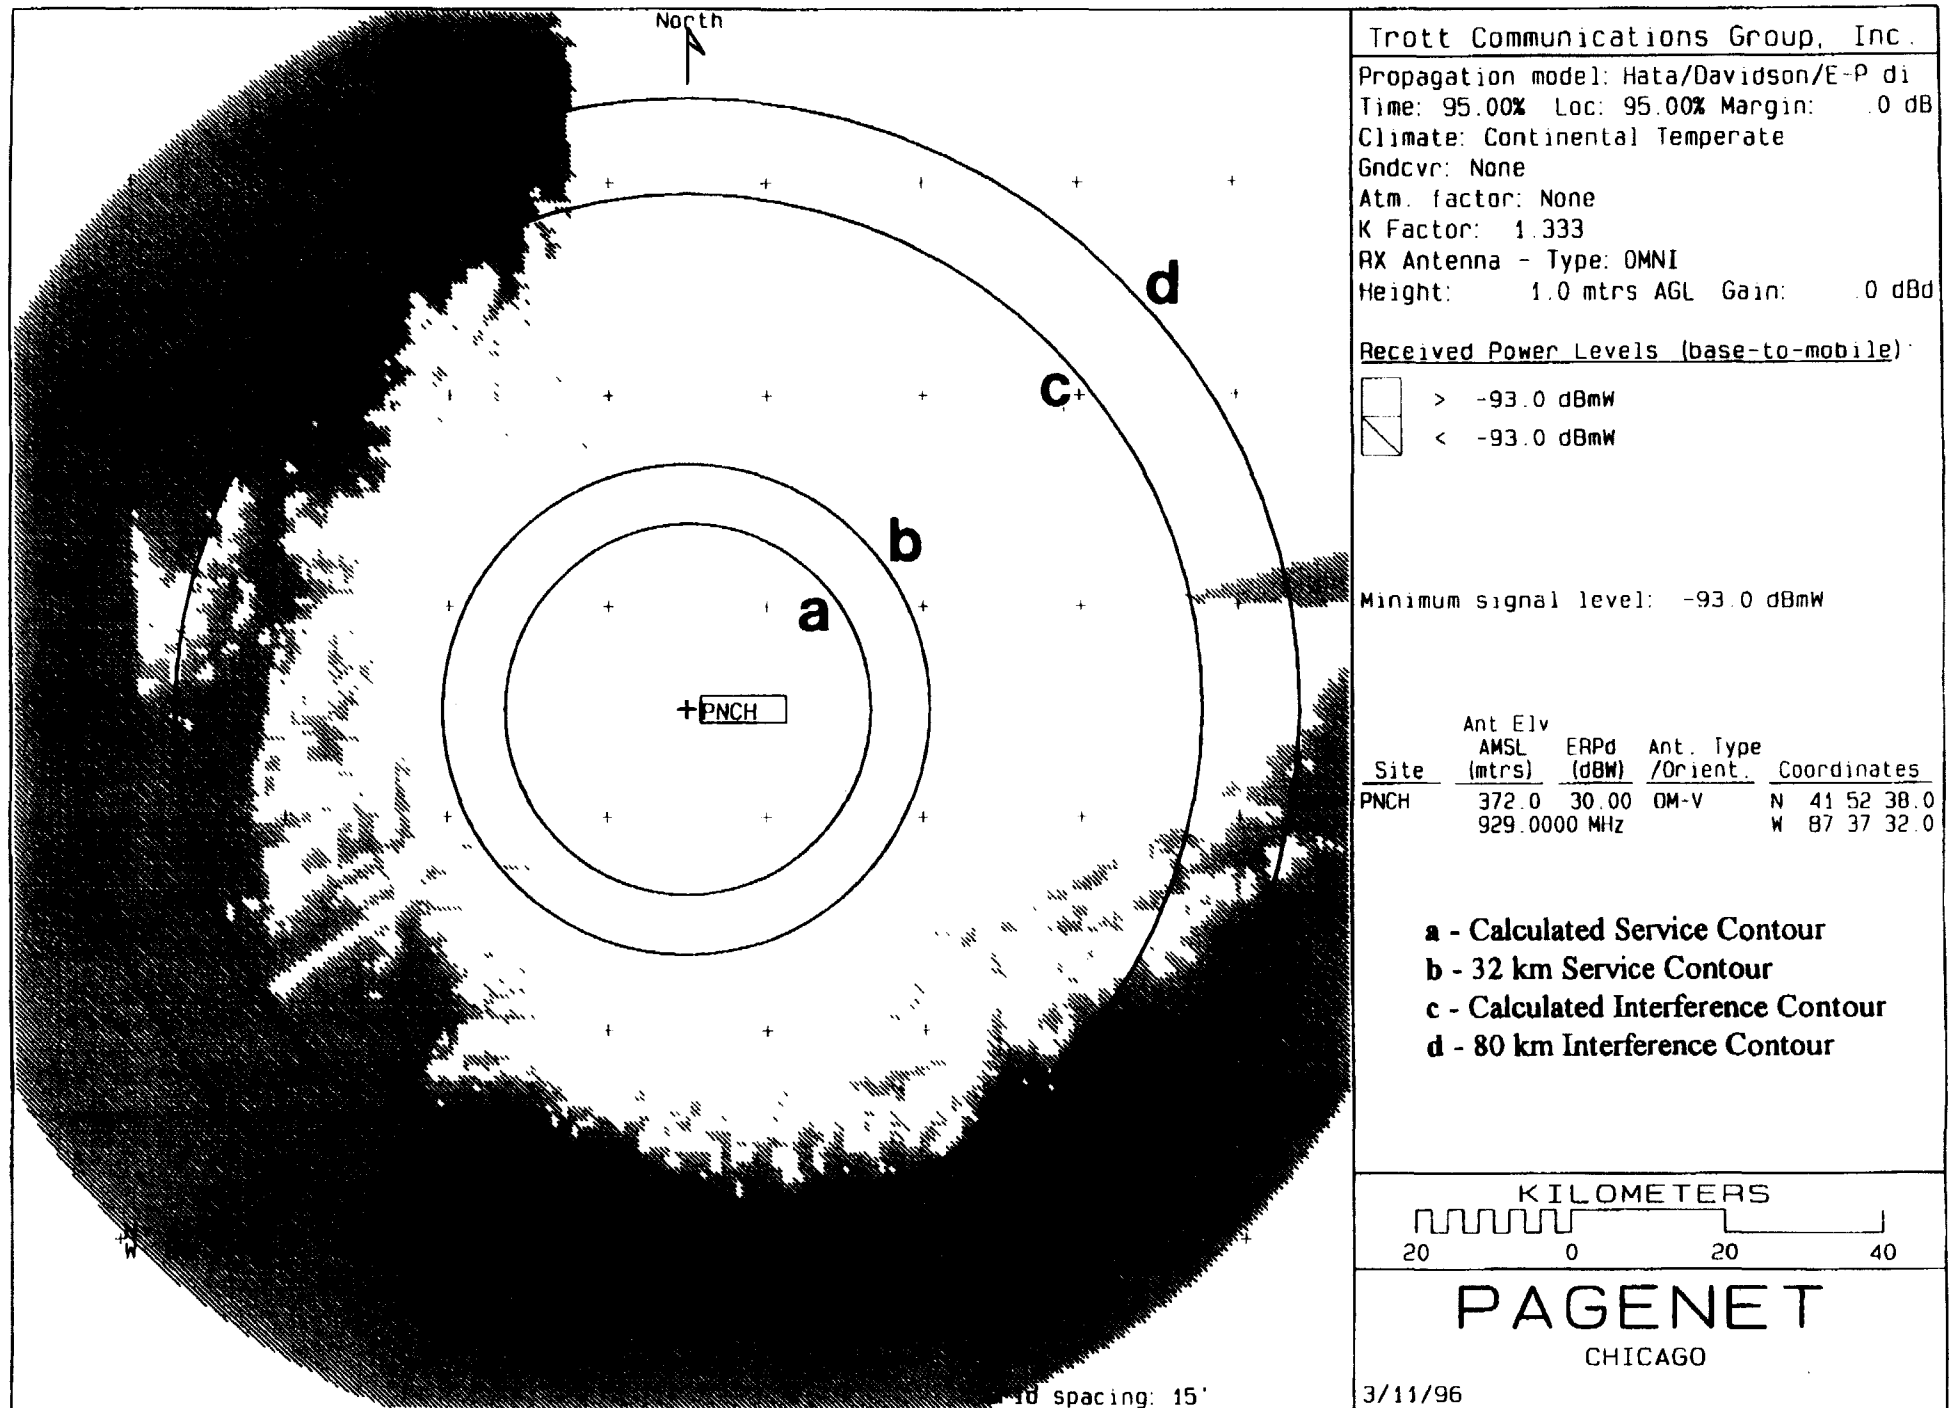 North
d
c
b
a
PNCH
spacing: 15'
Trott Communications Group, Inc.
Propagation model: Hata/Davidson/E-P di
Time: 95.00% Loc: 95.00% Margin: .0 dB
Climate: Continental Temperate
Gndcvr: None
Atm. factor: None
K Factor: 1.333
RX Antenna - Type: OMNI
Height: 1.0 mtrs AGL Gain: .0 dBd
Received Power Levels (base-to-mobile)
> -93.0 dBmW
< -93.0 dBmW
Minimum signal level: -93.0 dBmW
Ant Elv
AMSL ERPd Ant. Type
Site (mtrs) (dBW) /Orient. Coordinates
PNCH 372.0 30.00 OM-V N 41 52 38.0
929.0000 MHz W 87 37 32.0
a - Calculated Service Contour
b - 32 km Service Contour
c - Calculated Interference Contour
d - 80 km Interference Contour
KILOMETERS
20 0 20 40
PAGENET
CHICAGO
3/11/96